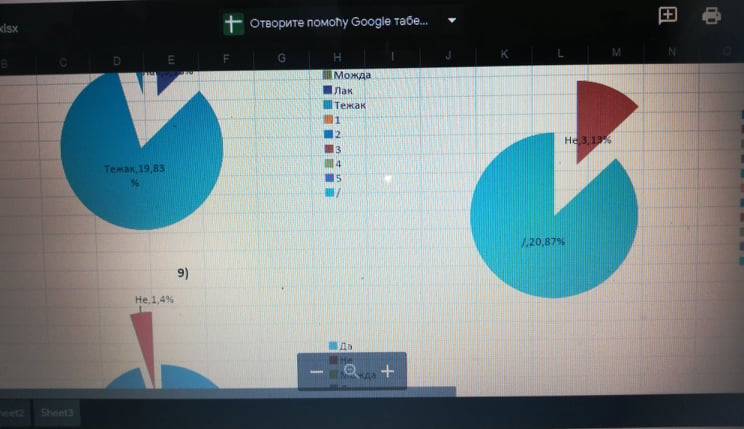 xlsx
Отворите помоћу Google табе...
B C D E F G H I J K L M N O
Можда
Лак
Тежак
1
2
3
4
5
/
Тежак,19,83
%
Не,3,13%
/,20,87%
9)
Не,1,4%
Да
Не
Sheet3